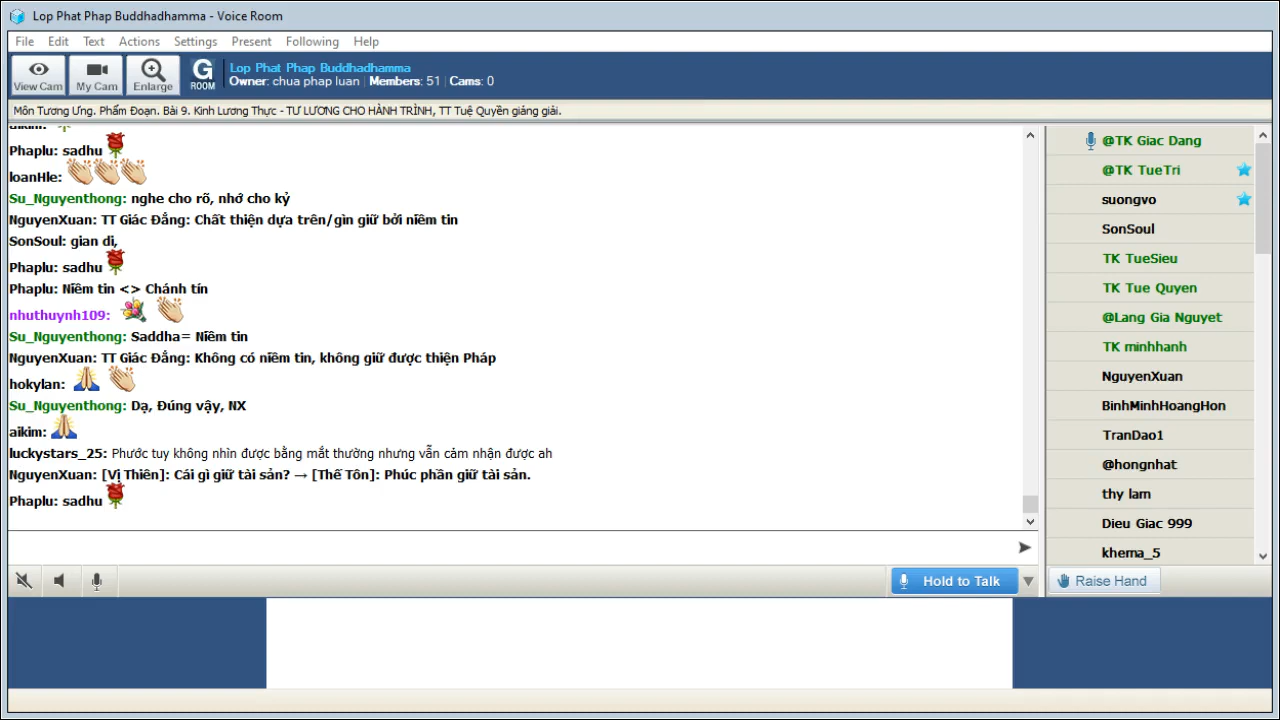 Lop Phat Phap Buddhadhamma - Voice Room
File Edit Text Actions Settings Present Following Help
View Cam
My Cam
Enlarge
G
ROOM
Lop Phat Phap Buddhadhamma
Owner: chua phap luan | Members: 51 | Cams: 0
Môn Tương Ưng. Phẩm Đoạn. Bài 9. Kinh Lương Thực - TƯ LƯƠNG CHO HÀNH TRÌNH, TT Tuệ Quyền giảng giải.
aikim:
Phaplu: sadhu
loanHle:
Su_Nguyenthong: nghe cho rõ, nhớ cho kỷ
NguyenXuan: TT Giác Đẳng: Chất thiện dựa trên/gìn giữ bởi niềm tin
SonSoul: gian di,
Phaplu: sadhu
Phaplu: Niềm tin <> Chánh tín
nhuthuynh109:
Su_Nguyenthong: Saddha= Niềm tin
NguyenXuan: TT Giác Đẳng: Không có niềm tin, không giữ được thiện Pháp
hokylan:
Su_Nguyenthong: Dạ, Đúng vậy, NX
aikim:
luckystars_25: Phước tuy không nhìn được bằng mắt thường nhưng vẫn cảm nhận được ah
NguyenXuan: [Vị Thiên]: Cái gì giữ tài sản? → [Thế Tôn]: Phúc phần giữ tài sản.
Phaplu: sadhu
Hold to Talk
@TK Giac Dang
@TK TueTri
suongvo
SonSoul
TK TueSieu
TK Tue Quyen
@Lang Gia Nguyet
TK minhhanh
NguyenXuan
BinhMinhHoangHon
TranDao1
@hongnhat
thy lam
Dieu Giac 999
khema_5
Raise Hand